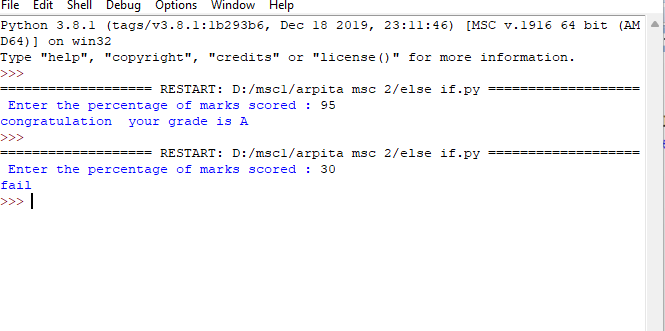 File Edit Shell Debug Options Window Help
Python 3.8.1 (tags/v3.8.1:1b293b6, Dec 18 2019, 23:11:46) [MSC v.1916 64 bit (AM
D64)] on win32
Type "help", "copyright", "credits" or "license()" for more information.
>>>
=================== RESTART: D:/msc1/arpita msc 2/else if.py ===================
 Enter the percentage of marks scored : 95
congratulation  your grade is A
>>>
=================== RESTART: D:/msc1/arpita msc 2/else if.py ===================
 Enter the percentage of marks scored : 30
fail
>>>